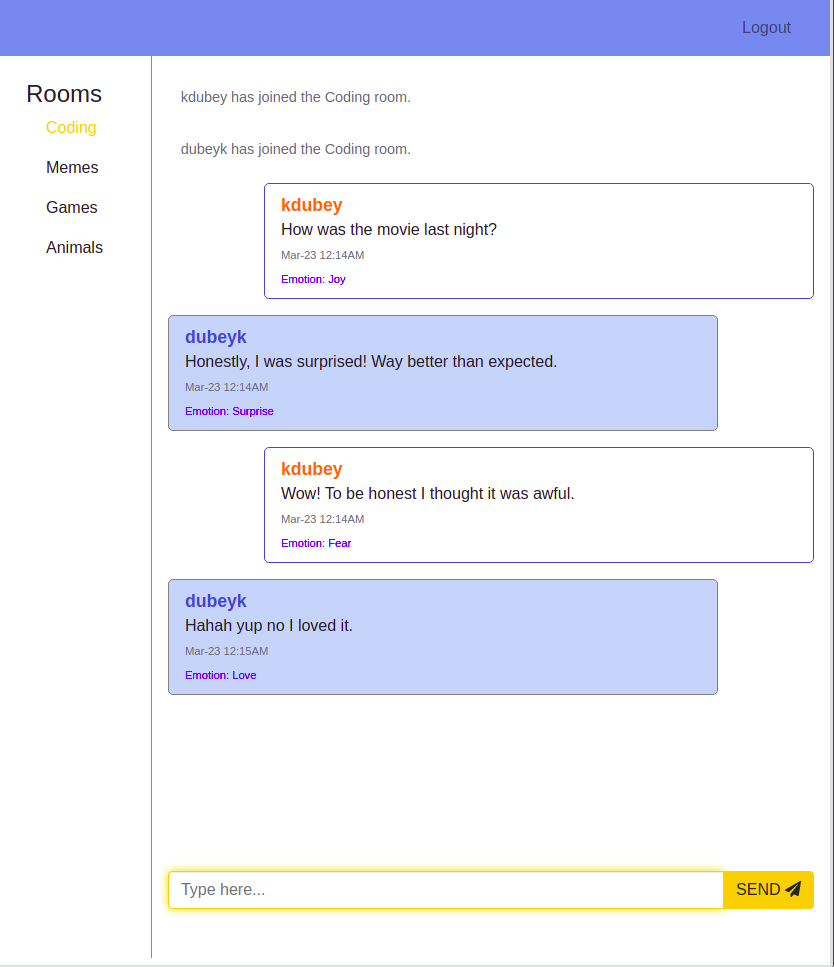 Logout
Rooms
Coding
Memes
Games
Animals
kdubey has joined the Coding room.
dubeyk has joined the Coding room.
kdubey
How was the movie last night?
Mar-23 12:14AM
Emotion: Joy
dubeyk
Honestly, I was surprised! Way better than expected.
Mar-23 12:14AM
Emotion: Surprise
kdubey
Wow! To be honest I thought it was awful.
Mar-23 12:14AM
Emotion: Fear
dubeyk
Hahah yup no I loved it.
Mar-23 12:15AM
Emotion: Love
Type here...
SEND